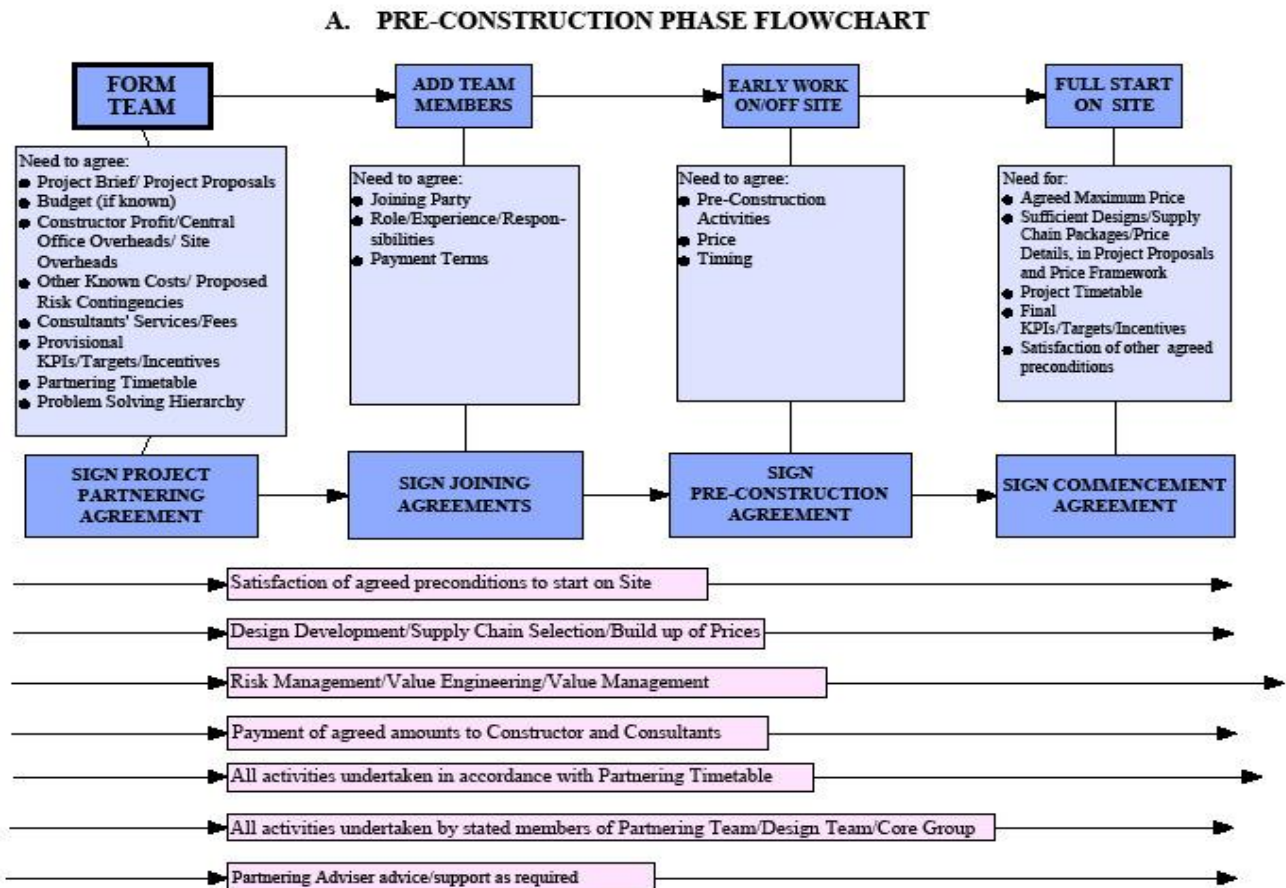 A. PRE-CONSTRUCTION PHASE FLOWCHART
FORM
TEAM
ADD TEAM
MEMBERS
EARLY WORK
ON/OFF SITE
FULL START
ON SITE
Need to agree:
● Project Brief/ Project Proposals
● Budget (if known)
● Constructor Profit/Central
Office Overheads/ Site
Overheads
● Other Known Costs/ Proposed
Risk Contingencies
● Consultants' Services/Fees
● Provisional
KPIs/Targets/Incentives
● Partnering Timetable
● Problem Solving Hierarchy
Need to agree:
● Joining Party
● Role/Experience/Respon-
sibilities
● Payment Terms
Need to agree:
● Pre-Construction
Activities
● Price
● Timing
Need for:
● Agreed Maximum Price
● Sufficient Designs/Supply
Chain Packages/Price
Details, in Project Proposals
and Price Framework
● Project Timetable
● Final
KPIs/Targets/Incentives
● Satisfaction of other agreed
preconditions
SIGN PROJECT
PARTNERING
AGREEMENT
SIGN JOINING
AGREEMENTS
SIGN
PRE-CONSTRUCTION
AGREEMENT
SIGN COMMENCEMENT
AGREEMENT
Satisfaction of agreed preconditions to start on Site
Design Development/Supply Chain Selection/Build up of Prices
Risk Management/Value Engineering/Value Management
Payment of agreed amounts to Constructor and Consultants
All activities undertaken in accordance with Partnering Timetable
All activities undertaken by stated members of Partnering Team/Design Team/Core Group
Partnering Adviser advice/support as required